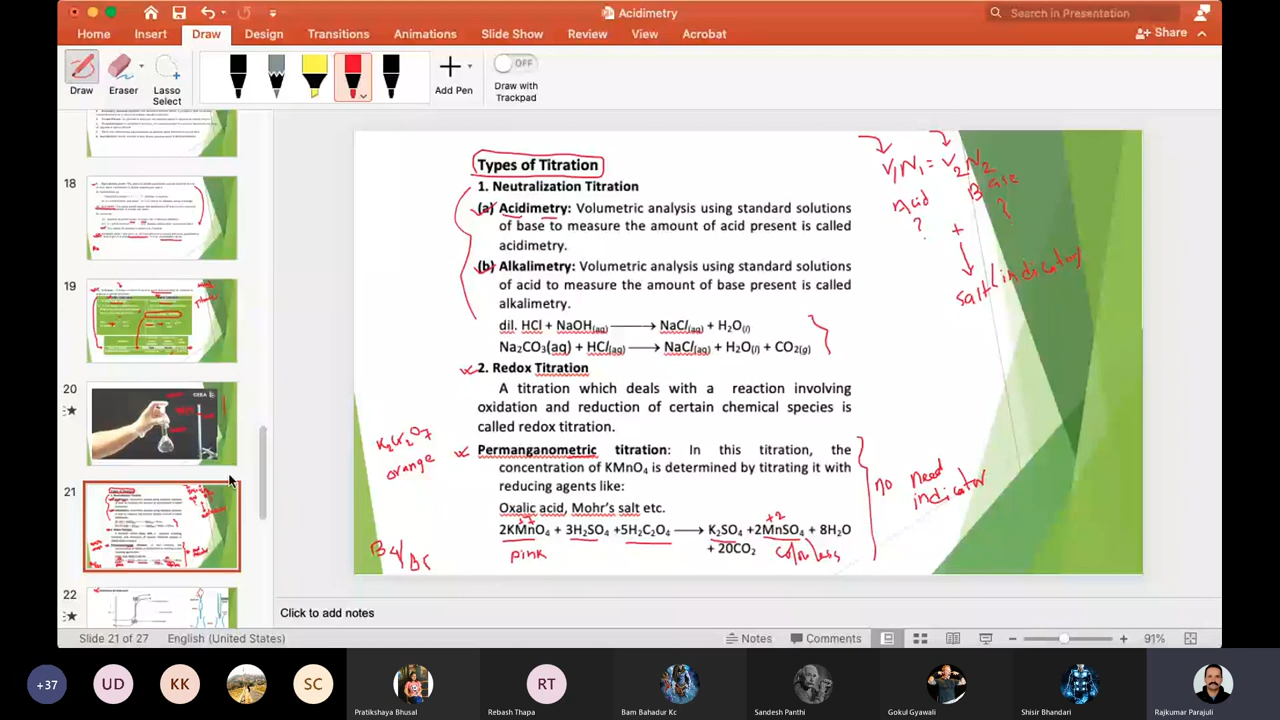 Acidimetry
Search in Presentation
Home Insert Draw Design Transitions Animations Slide Show Review View Acrobat
Share
Draw
Eraser
Lasso
Select
Add Pen
OFF
Draw with
Trackpad
18
19
20
21
22
Types of Titration
1. Neutralization Titration
(a) Acidimetry: Volumetric analysis using standard solutions
of base to measure the amount of acid present is called
acidimetry.
(b) Alkalimetry: Volumetric analysis using standard solutions
of acid to measure the amount of base present is called
alkalimetry.
dil. HCl + NaOH(aq) ⟶ NaCl(aq) + H2O(l)
Na2CO3(aq) + HCl(aq) ⟶ NaCl(aq) + H2O(l) + CO2(g)
2. Redox Titration
A titration which deals with a reaction involving
oxidation and reduction of certain chemical species is
called redox titration.
Permanganometric titration: In this titration, the
concentration of KMnO4 is determined by titrating it with
reducing agents like:
Oxalic acid, Mohr's salt etc.
+7 +2
2KMnO4 + 3H2SO4 +5H2C2O4 ⟶ K2SO4 +2MnSO4 + 8H2O
+ 20CO2
pink
V1N1 = V2N2
Acid Base
? ?
+
salt (indicator)
K2Cr2O7
orange
no need
indicator
Click to add notes
Slide 21 of 27
English (United States)
Notes
Comments
91%
+37
UD
KK
SC
RT
Pratikshaya Bhusal
Rebash Thapa
Bam Bahadur Kc
Sandesh Panthi
Gokul Gyawali
Shisir Bhandari
Rajkumar Parajuli